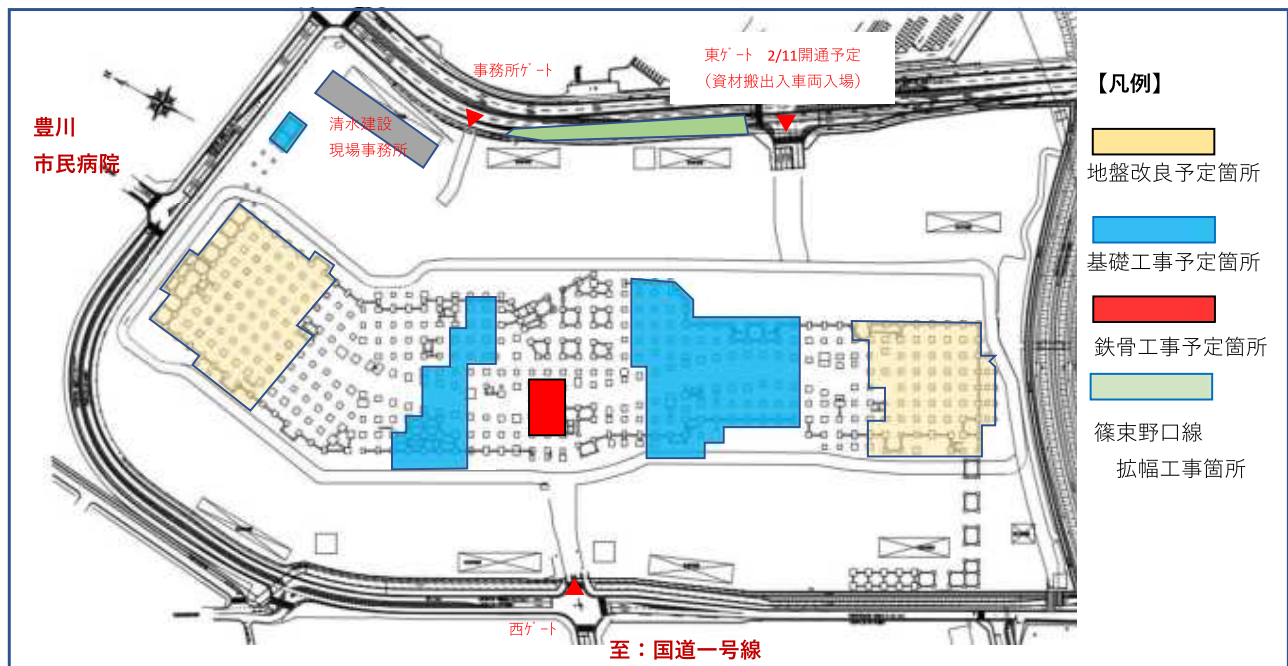 東ｹﾞｰﾄ 2/11開通予定
（資材搬出入車両入場）
事務所ｹﾞｰﾄ
豊川
市民病院
清水建設
現場事務所
西ｹﾞｰﾄ
至：国道一号線
【凡例】
地盤改良予定箇所
基礎工事予定箇所
鉄骨工事予定箇所
篠束野口線
拡幅工事箇所